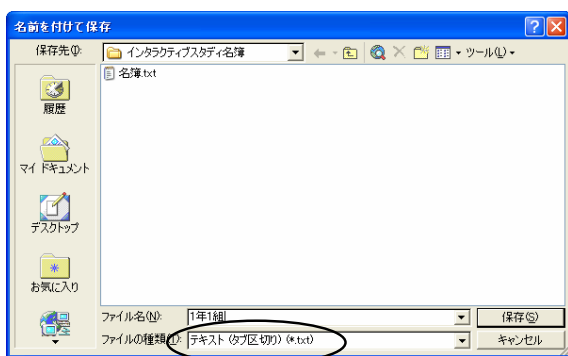 名前を付けて保存
保存先(I):
インタラクティブスタディ名簿
ツール(L)
名簿.txt
履歴
マイ ドキュメント
デスクトップ
お気に入り
ファイル名(N):
1年1組
保存(S)
ファイルの種類(T):
テキスト (タブ区切り) (*.txt)
キャンセル